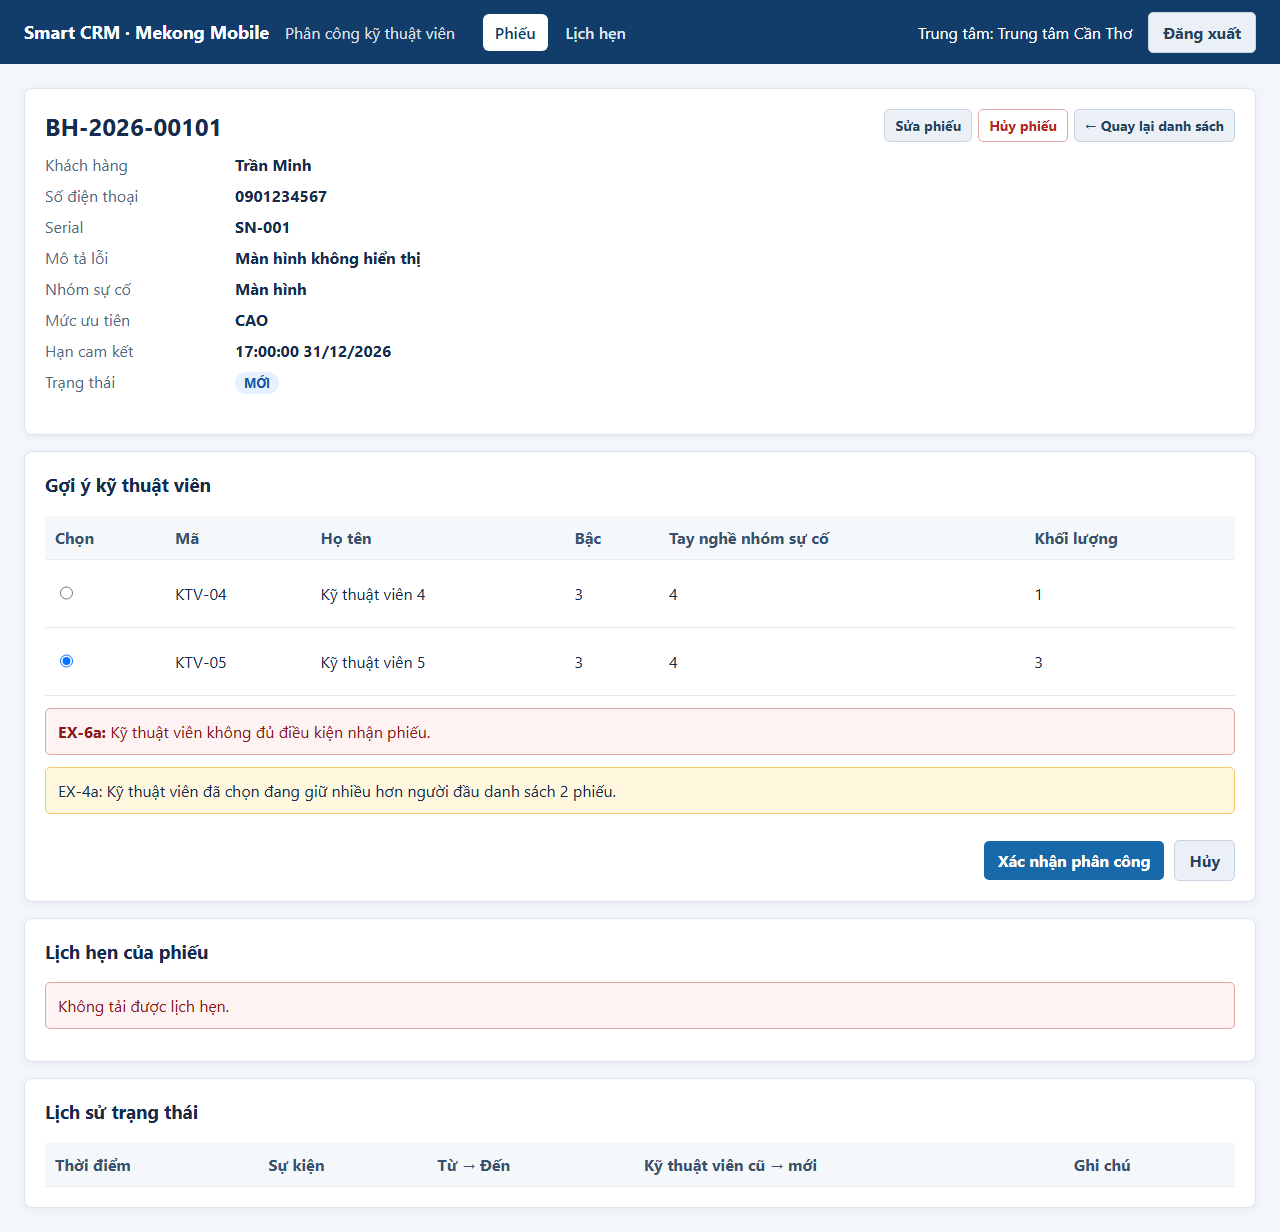 Smart CRM · Mekong Mobile Phân công kỹ thuật viên Phiếu Lịch hẹn Trung tâm: Trung tâm Cần Thơ Đăng xuất
BH-2026-00101 Sửa phiếu Hủy phiếu ← Quay lại danh sách
Khách hàng Trần Minh
Số điện thoại 0901234567
Serial SN-001
Mô tả lỗi Màn hình không hiển thị
Nhóm sự cố Màn hình
Mức ưu tiên CAO
Hạn cam kết 17:00:00 31/12/2026
Trạng thái MỚI
Gợi ý kỹ thuật viên
Chọn Mã Họ tên Bậc Tay nghề nhóm sự cố Khối lượng
KTV-04 Kỹ thuật viên 4 3 4 1
KTV-05 Kỹ thuật viên 5 3 4 3
EX-6a: Kỹ thuật viên không đủ điều kiện nhận phiếu.
EX-4a: Kỹ thuật viên đã chọn đang giữ nhiều hơn người đầu danh sách 2 phiếu.
Xác nhận phân công Hủy
Lịch hẹn của phiếu
Không tải được lịch hẹn.
Lịch sử trạng thái
Thời điểm Sự kiện Từ → Đến Kỹ thuật viên cũ → mới Ghi chú